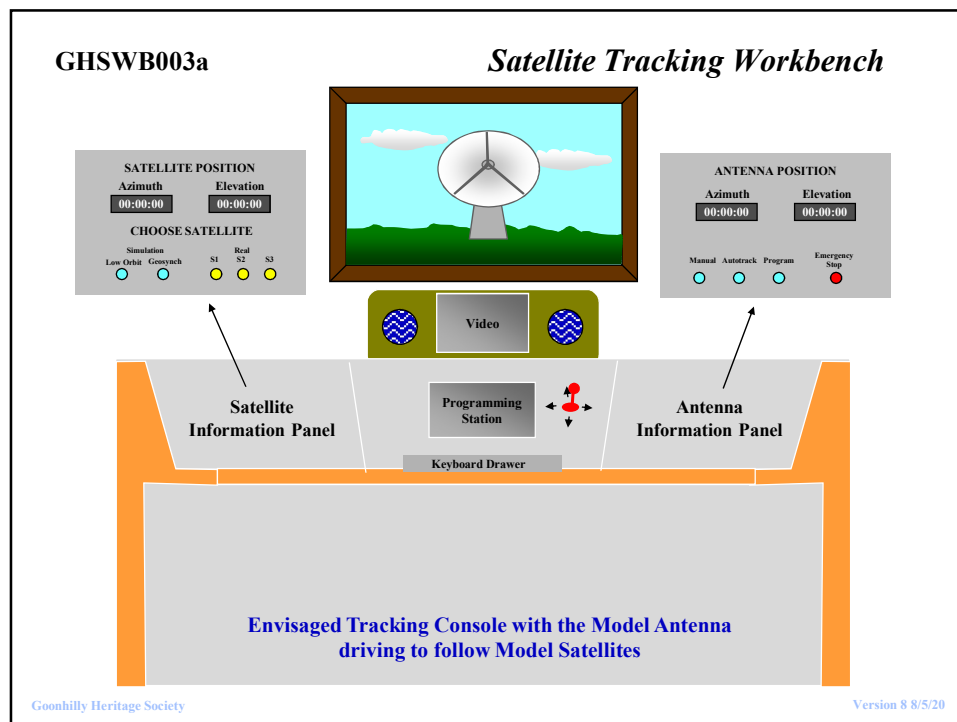 GHSWB003a
Satellite Tracking Workbench
SATELLITE POSITION
Azimuth Elevation
00:00:00 00:00:00
CHOOSE SATELLITE
Simulation Real
Low Orbit Geosynch S1 S2 S3
ANTENNA POSITION
Azimuth Elevation
00:00:00 00:00:00
Manual Autotrack Program Emergency
Stop
Video
Satellite
Information Panel
Programming
Station
Antenna
Information Panel
Keyboard Drawer
Envisaged Tracking Console with the Model Antenna
driving to follow Model Satellites
Goonhilly Heritage Society
Version 8 8/5/20